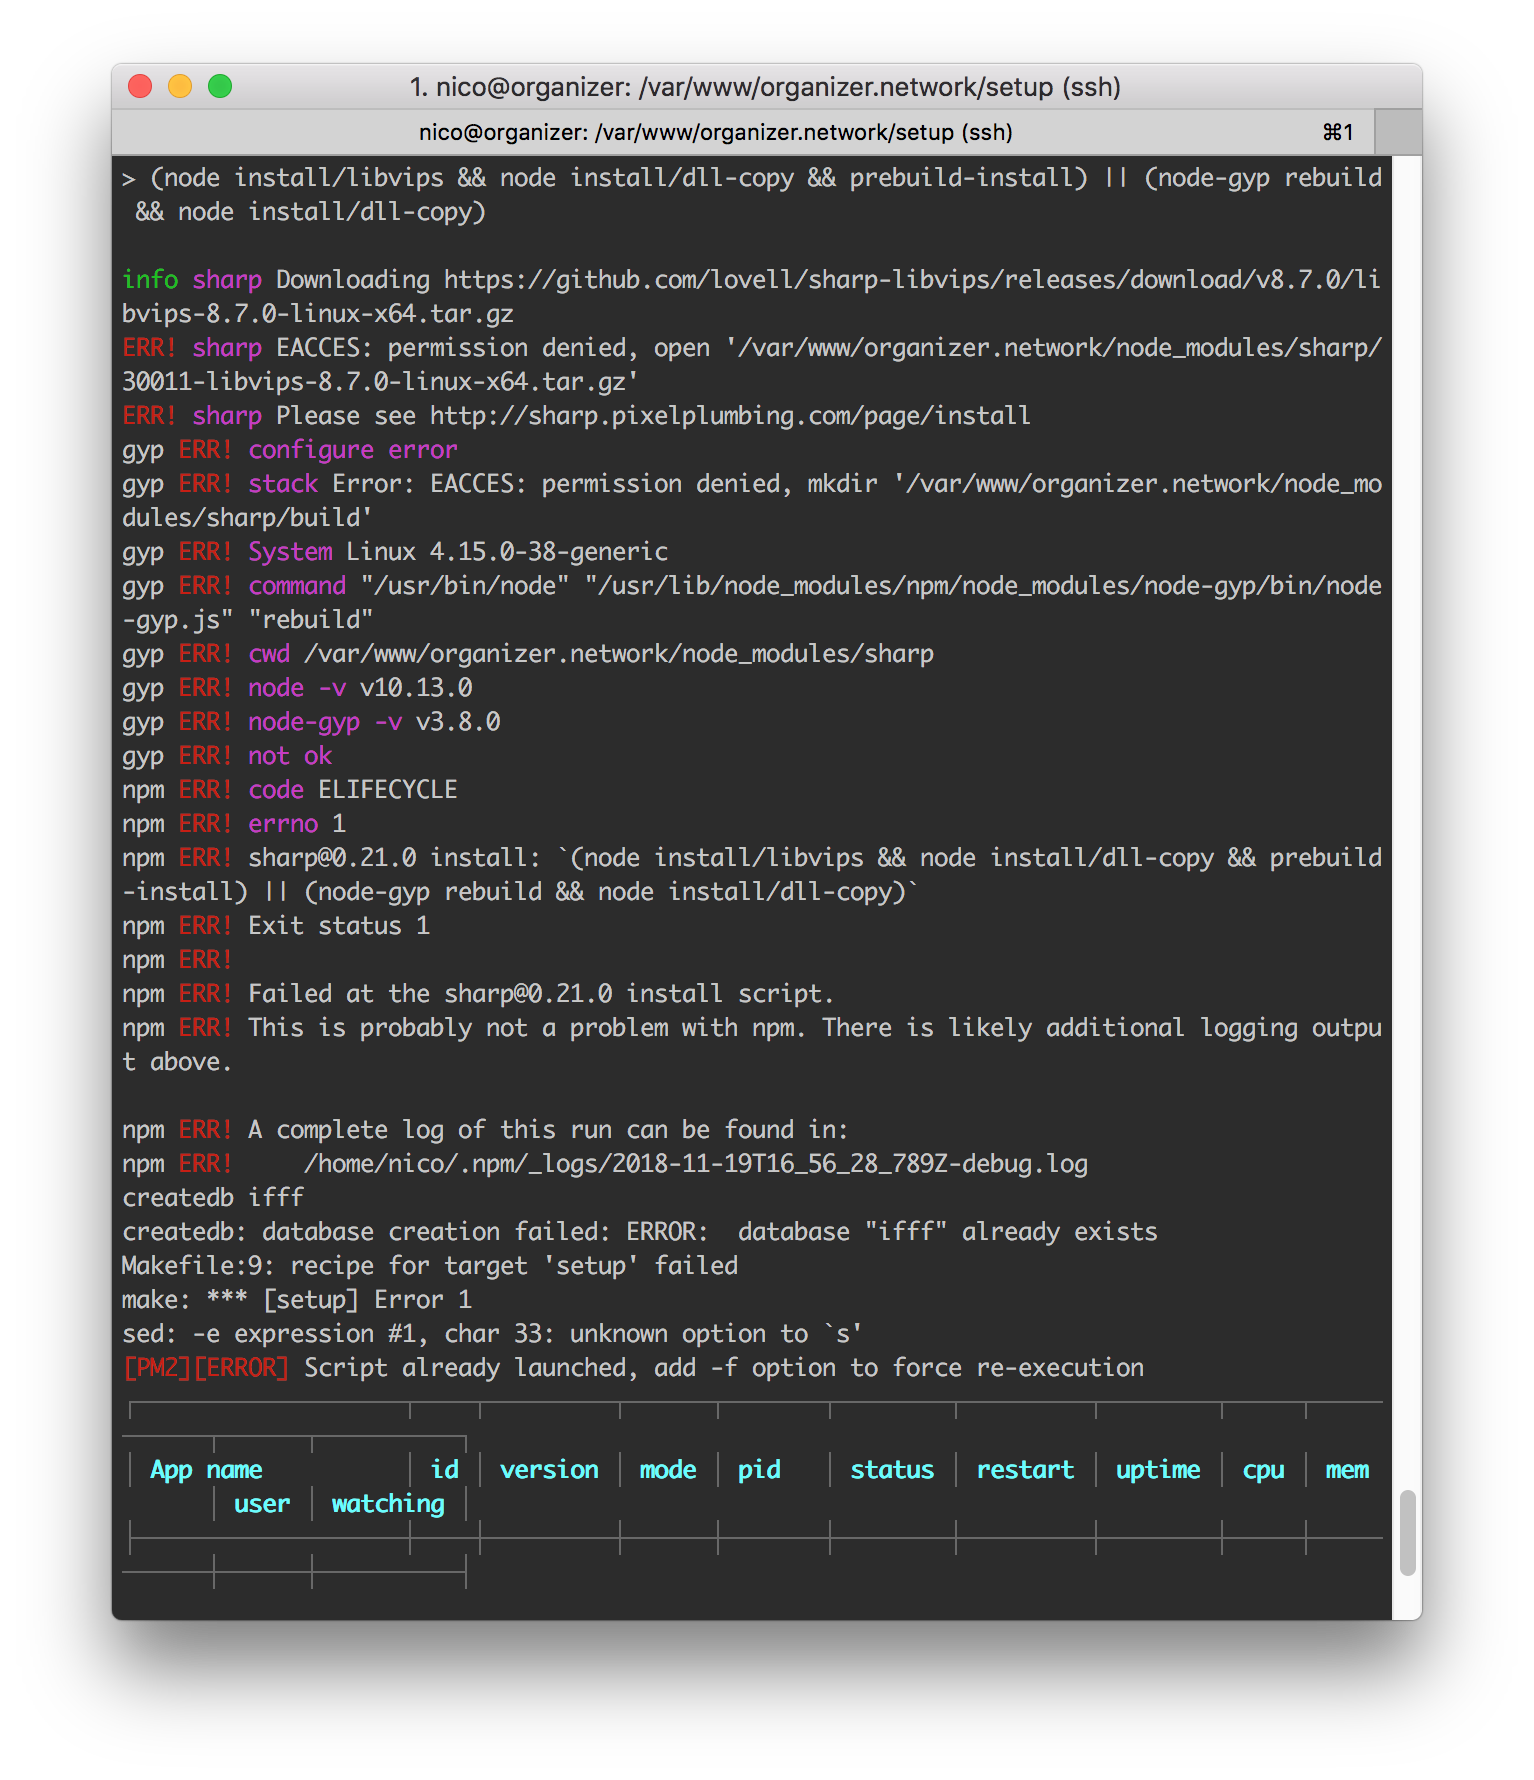 1. nico@organizer: /var/www/organizer.network/setup (ssh)
nico@organizer: /var/www/organizer.network/setup (ssh) ⌘1
> (node install/libvips && node install/dll-copy && prebuild-install) || (node-gyp rebuild
 && node install/dll-copy)
info sharp Downloading https://github.com/lovell/sharp-libvips/releases/download/v8.7.0/li
bvips-8.7.0-linux-x64.tar.gz
ERR! sharp EACCES: permission denied, open '/var/www/organizer.network/node_modules/sharp/
30011-libvips-8.7.0-linux-x64.tar.gz'
ERR! sharp Please see http://sharp.pixelplumbing.com/page/install
gyp ERR! configure error
gyp ERR! stack Error: EACCES: permission denied, mkdir '/var/www/organizer.network/node_mo
dules/sharp/build'
gyp ERR! System Linux 4.15.0-38-generic
gyp ERR! command "/usr/bin/node" "/usr/lib/node_modules/npm/node_modules/node-gyp/bin/node
-gyp.js" "rebuild"
gyp ERR! cwd /var/www/organizer.network/node_modules/sharp
gyp ERR! node -v v10.13.0
gyp ERR! node-gyp -v v3.8.0
gyp ERR! not ok
npm ERR! code ELIFECYCLE
npm ERR! errno 1
npm ERR! sharp@0.21.0 install: `(node install/libvips && node install/dll-copy && prebuild
-install) || (node-gyp rebuild && node install/dll-copy)`
npm ERR! Exit status 1
npm ERR!
npm ERR! Failed at the sharp@0.21.0 install script.
npm ERR! This is probably not a problem with npm. There is likely additional logging outpu
t above.
npm ERR! A complete log of this run can be found in:
npm ERR!     /home/nico/.npm/_logs/2018-11-19T16_56_28_789Z-debug.log
createdb ifff
createdb: database creation failed: ERROR:  database "ifff" already exists
Makefile:9: recipe for target 'setup' failed
make: *** [setup] Error 1
sed: -e expression #1, char 33: unknown option to `s'
[PM2][ERROR] Script already launched, add -f option to force re-execution
│ App name │ id │ version │ mode │ pid │ status │ restart │ uptime │ cpu │ mem
│ user │ watching │